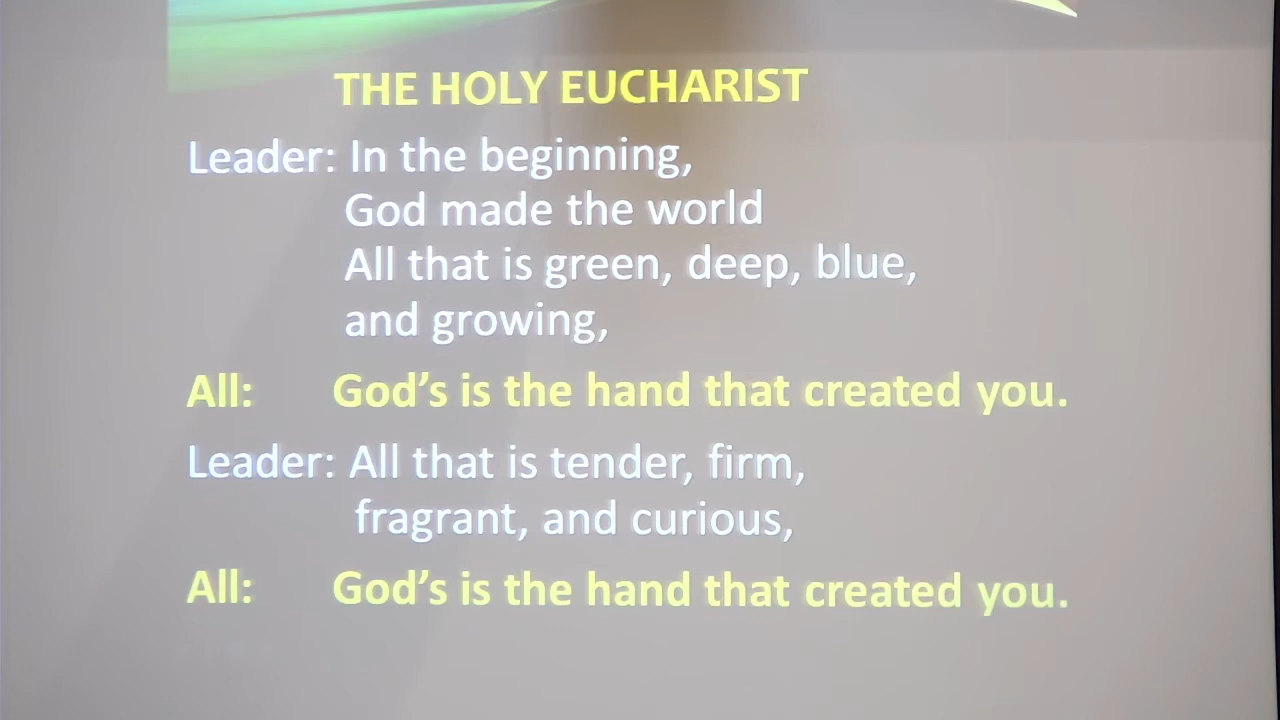 THE HOLY EUCHARIST
Leader: In the beginning,
God made the world
All that is green, deep, blue,
and growing,
All: God’s is the hand that created you.
Leader: All that is tender, firm,
fragrant, and curious,
All: God’s is the hand that created you.